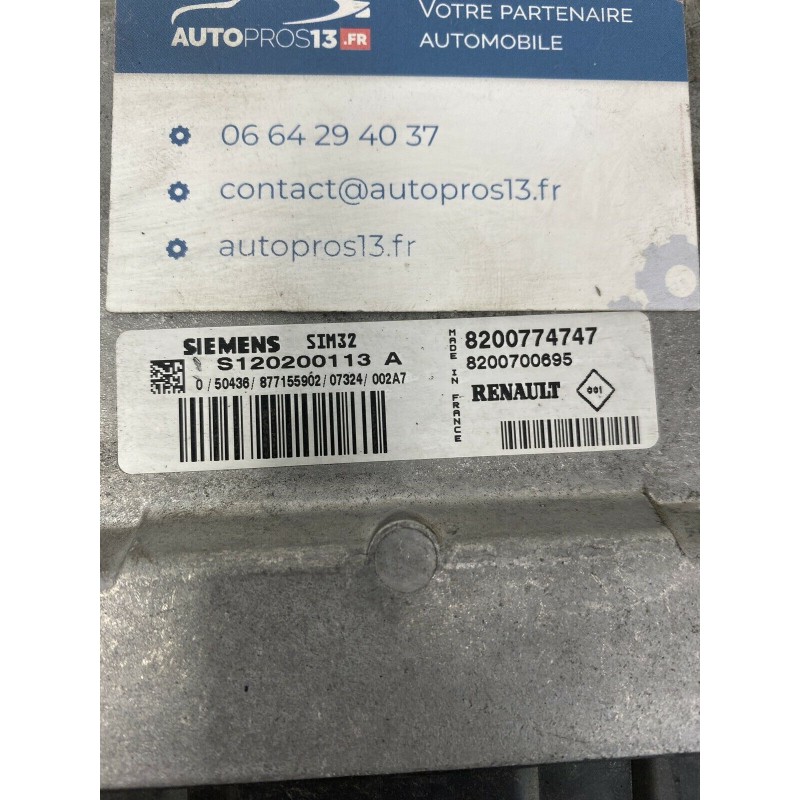 AUTOPROS13.FR
VOTRE PARTENAIRE
AUTOMOBILE
06 64 29 40 37
contact@autopros13.fr
autopros13.fr
SIEMENS SIM32
S120200113 A
0 / 50436 / 877155902 / 07324 / 002A7
MADE IN FRANCE
8200774747
8200700695
RENAULT 001